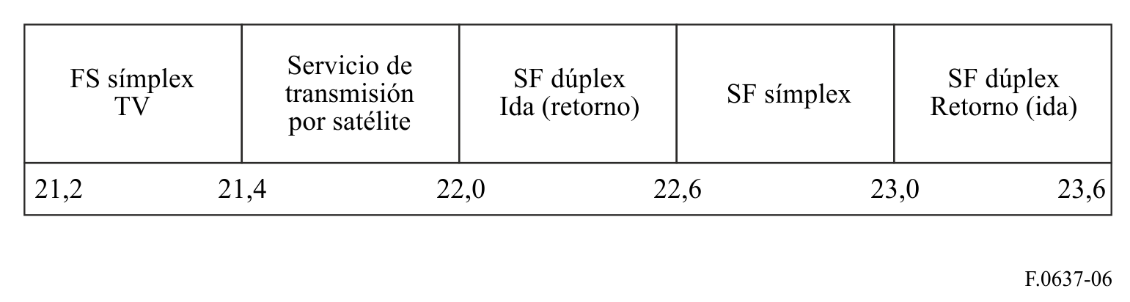 FS símplex
TV
Servicio de
transmisión
por satélite
SF dúplex
Ida (retorno)
SF símplex
SF dúplex
Retorno (ida)
21,2 21,4 22,0 22,6 23,0 23,6
F.0637-06